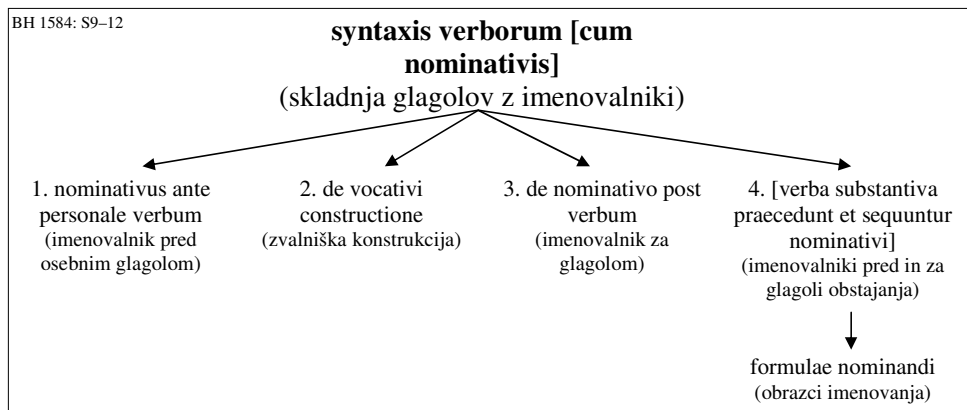 BH 1584: S9–12
syntaxis verborum [cum
nominativis]
(skladnja glagolov z imenovalniki)
1. nominativus ante
personale verbum
(imenovalnik pred
osebnim glagolom)
2. de vocativi
constructione
(zvalniška konstrukcija)
3. de nominativo post
verbum
(imenovalnik za
glagolom)
4. [verba substantiva
praecedunt et sequuntur
nominativi]
(imenovalniki pred in za
glagoli obstajanja)
formulae nominandi
(obrazci imenovanja)